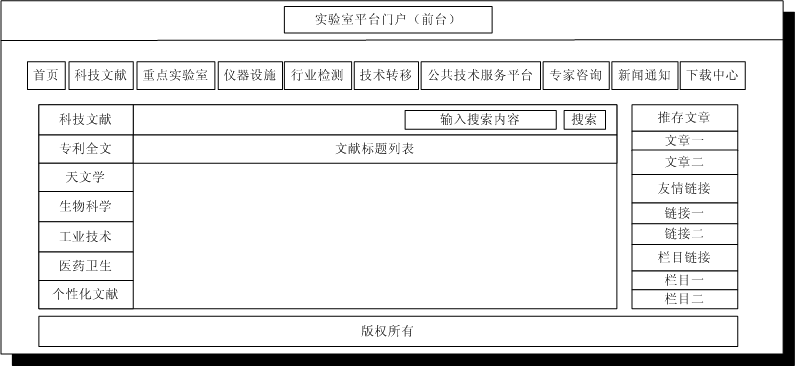 实验室平台门户（前台）
首页 科技文献 重点实验室 仪器设施 行业检测 技术转移 公共技术服务平台 专家咨询 新闻通知 下载中心
科技文献 输入搜索内容 搜索
专利全文 文献标题列表
天文学
生物科学
工业技术
医药卫生
个性化文献
推存文章
文章一
文章二
友情链接
链接一
链接二
栏目链接
栏目一
栏目二
版权所有